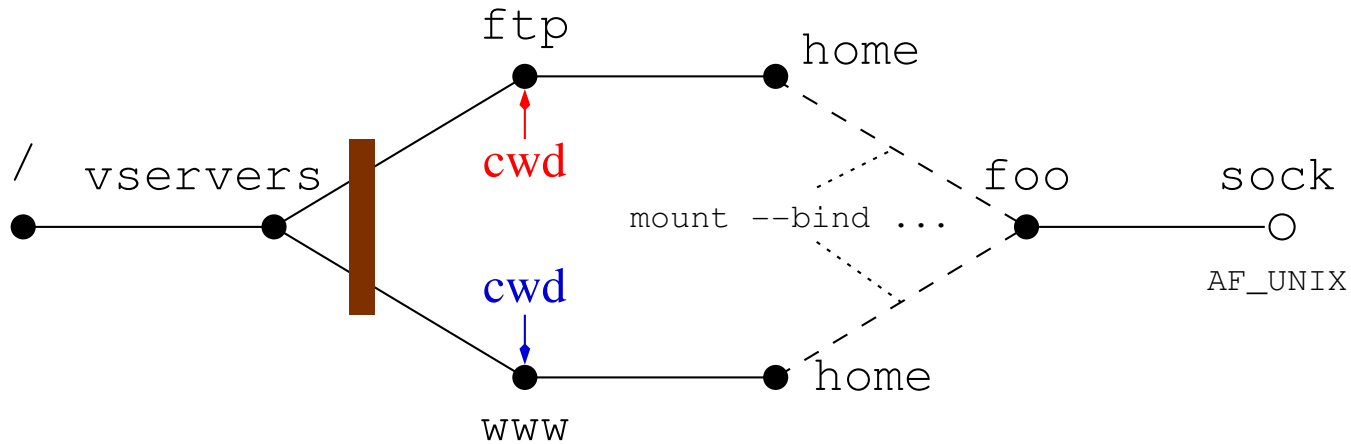 ftp
home
/
vservers
cwd
foo
sock
mount --bind ...
cwd
AF_UNIX
home
www